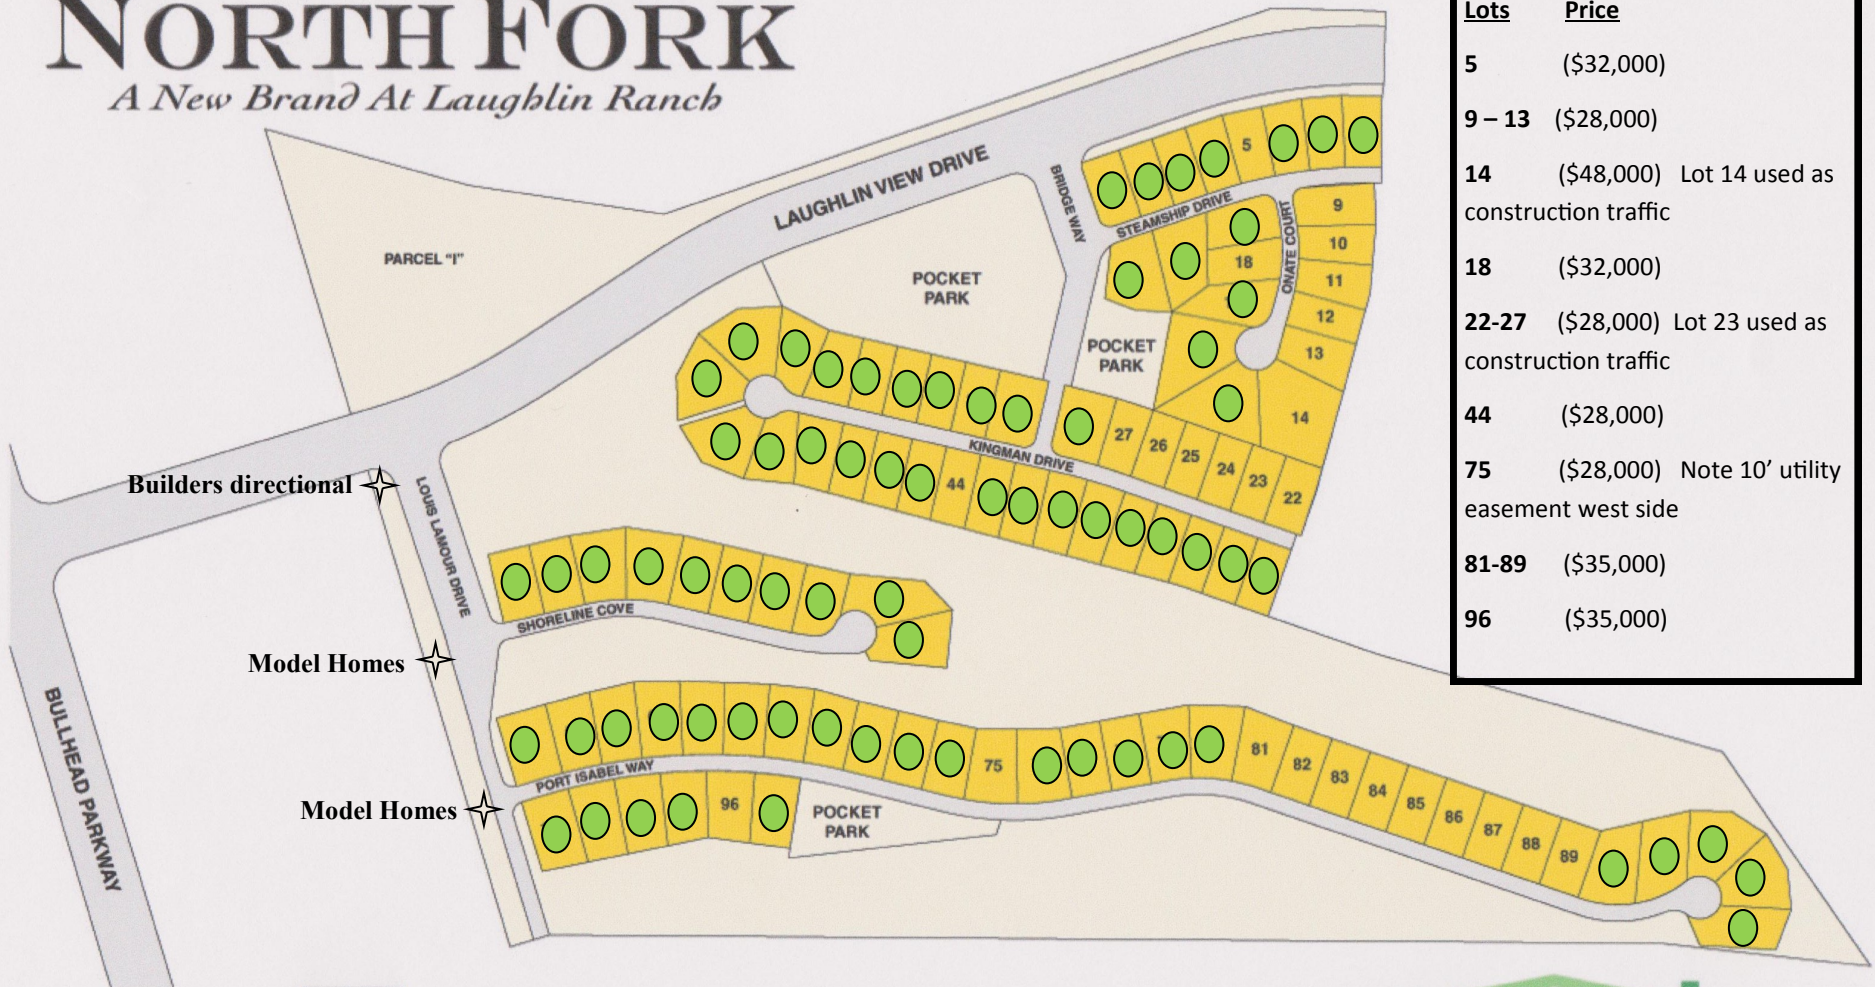 NORTH FORK
A New Brand At Laughlin Ranch
Lots Price
5 ($32,000)
9 – 13 ($28,000)
14 ($48,000) Lot 14 used as
construction traffic
18 ($32,000)
22-27 ($28,000) Lot 23 used as
construction traffic
44 ($28,000)
75 ($28,000) Note 10’ utility
easement west side
81-89 ($35,000)
96 ($35,000)
LAUGHLIN VIEW DRIVE
BRIDGE WAY
5
STEAMSHIP DRIVE
ONATE COURT
9
10
11
12
13
14
18
PARCEL “I”
POCKET
PARK
POCKET
PARK
KINGMAN DRIVE
27
26
25
24
23
22
44
Builders directional
LOUIS LAMOUR DRIVE
SHORELINE COVE
Model Homes
BULLHEAD PARKWAY
Model Homes
PORT ISABEL WAY
75
81
82
83
84
85
86
87
88
89
96
POCKET
PARK